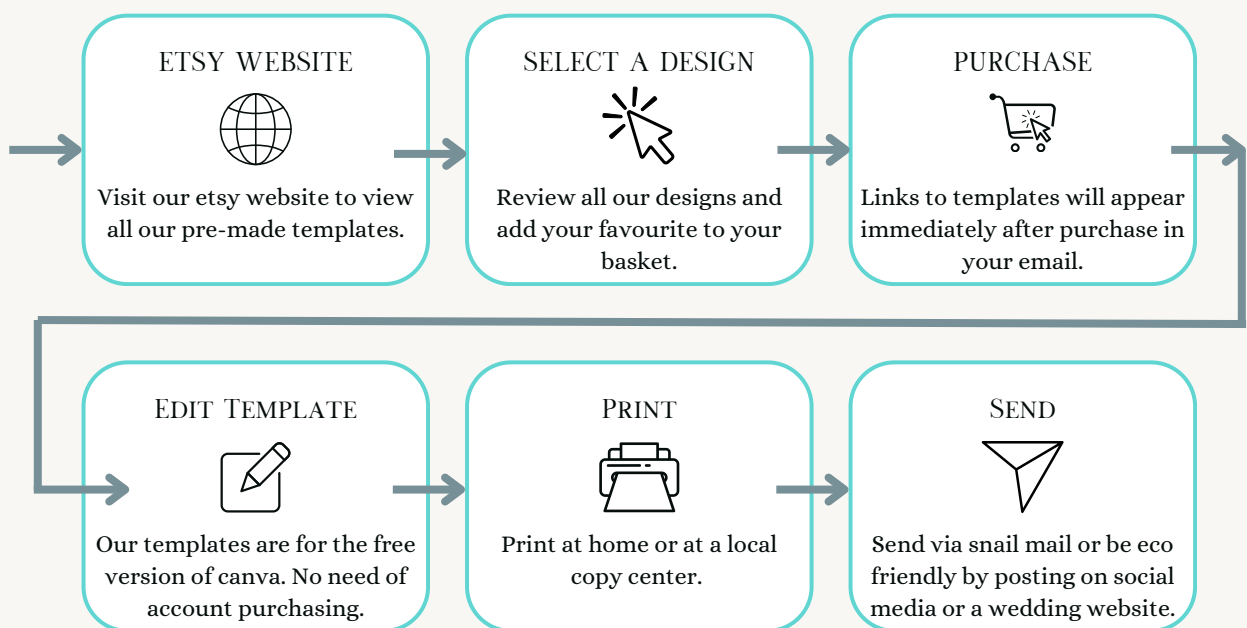 ETSY WEBSITE
Visit our etsy website to view
all our pre-made templates.
SELECT A DESIGN
Review all our designs and
add your favourite to your
basket.
PURCHASE
Links to templates will appear
immediately after purchase in
your email.
EDIT TEMPLATE
Our templates are for the free
version of canva. No need of
account purchasing.
PRINT
Print at home or at a local
copy center.
SEND
Send via snail mail or be eco
friendly by posting on social
media or a wedding website.